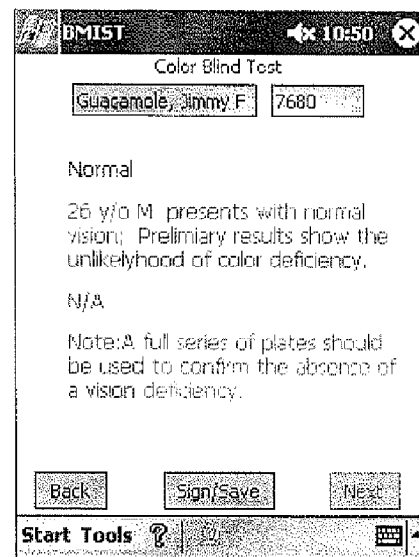 BMIST 10:50
Color Blind Test
Guacamole, Jimmy F 7680
Normal
26 y/o M presents with normal
vision; Prelimiary results show the
unlikelyhood of color deficiency.
N/A
Note:A full series of plates should
be used to confirm the absence of
a vision deficiency.
Back Sign/Save Next
Start Tools ?